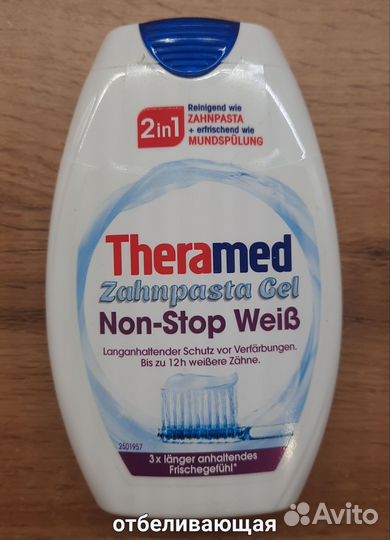 2in1
Reinigend wie
ZAHNPASTA
+ erfrischend wie
MUNDSPÜLUNG
Theramed
Zahnpasta Gel
Non-Stop Weiß
Langanhaltender Schutz vor Verfärbungen.
Bis zu 12h weißere Zähne.
2501957
3x länger anhaltendes
Frischegefühl*
отбеливающая
Avito